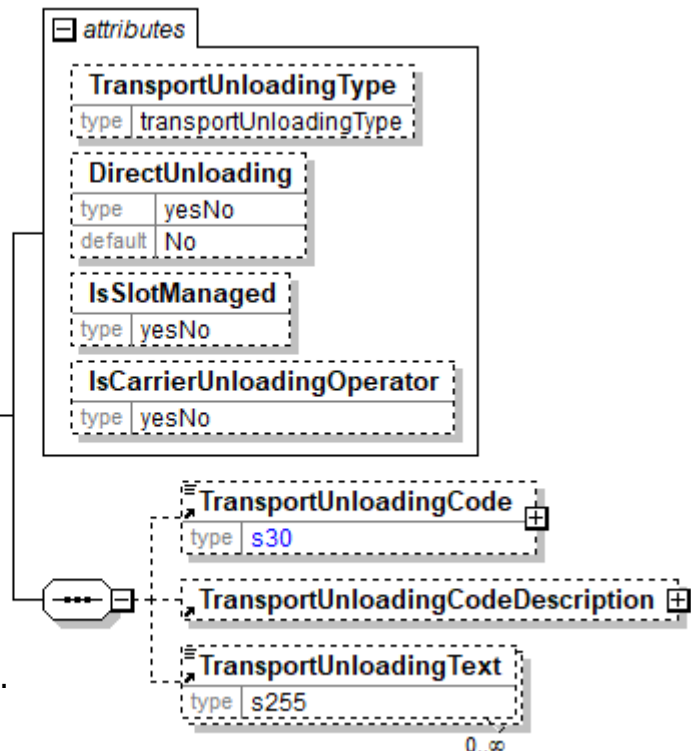 attributes
TransportUnloadingType
type transportUnloadingType
DirectUnloading
type yesNo
default No
IsSlotManaged
type yesNo
IsCarrierUnloadingOperator
type yesNo
TransportUnloadingCode
type s30
TransportUnloadingCodeDescription
TransportUnloadingText
.
type s255
0..∞